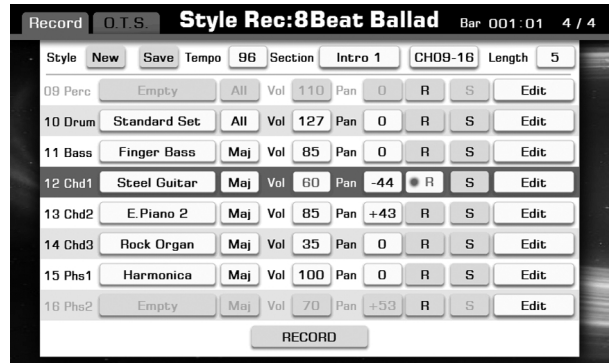 Record O.T.S. Style Rec:8Beat Ballad Bar 001:01 4/4
Style New Save Tempo 96 Section Intro 1 CH09-16 Length 5
09 Perc Empty All Vol 110 Pan 0 R S Edit
10 Drum Standard Set All Vol 127 Pan 0 R S Edit
11 Bass Finger Bass Maj Vol 85 Pan 0 R S Edit
12 Chd1 Steel Guitar Maj Vol 60 Pan -44 R S Edit
13 Chd2 E.Piano 2 Maj Vol 85 Pan +43 R S Edit
14 Chd3 Rock Organ Maj Vol 35 Pan 0 R S Edit
15 Phs1 Harmonica Maj Vol 100 Pan 0 R S Edit
16 Phs2 Empty Maj Vol 70 Pan +53 R S Edit
RECORD